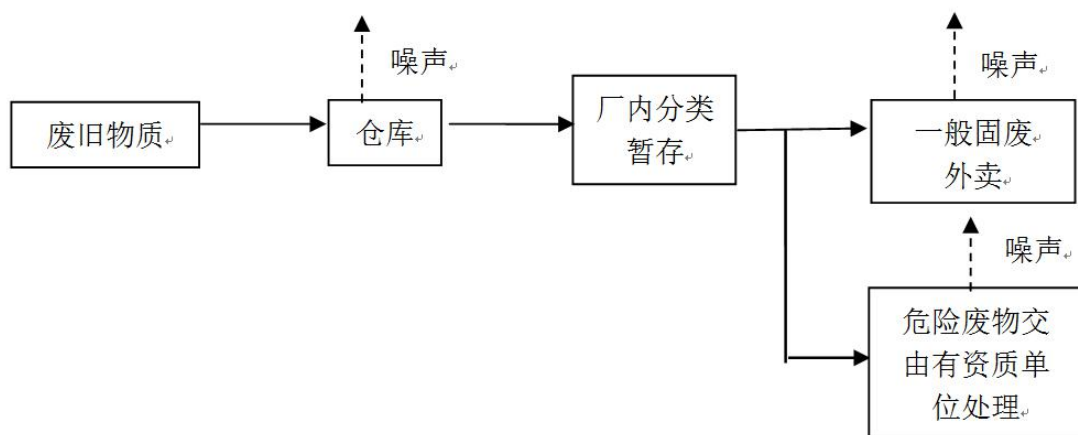 噪声
噪声
废旧物质
仓库
厂内分类
暂存
一般固废
外卖
噪声
危险废物交
由有资质单
位处理